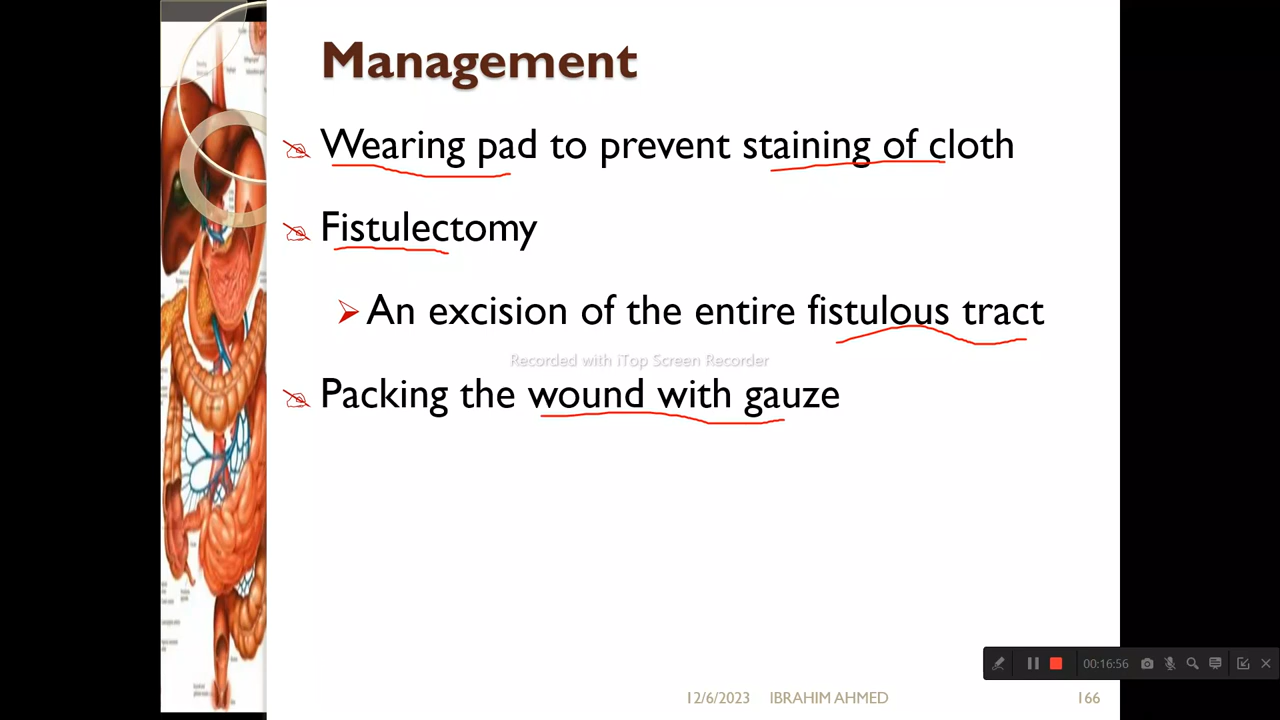 Management
Wearing pad to prevent staining of cloth
Fistulectomy
An excision of the entire fistulous tract
Recorded with iTop Screen Recorder
Packing the wound with gauze
00:16:56
12/6/2023 IBRAHIM AHMED 166